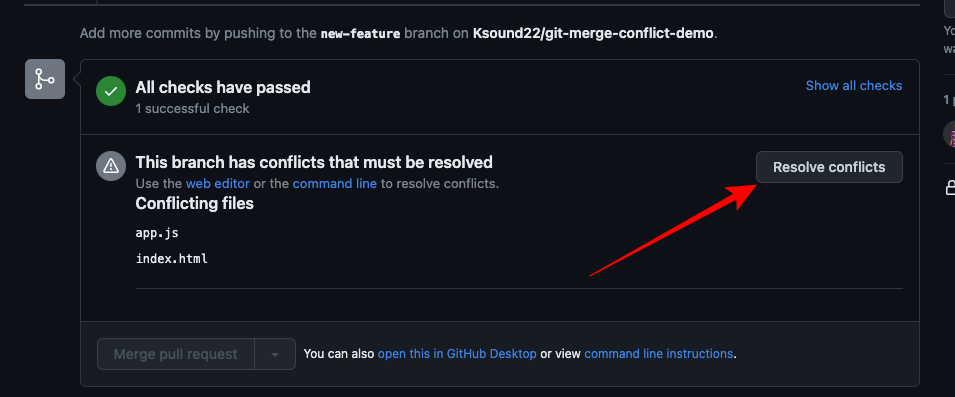 Add more commits by pushing to the new-feature branch on Ksound22/git-merge-conflict-demo.
All checks have passed
Show all checks
1 successful check
This branch has conflicts that must be resolved
Resolve conflicts
Use the web editor or the command line to resolve conflicts.
Conflicting files
app.js
index.html
Merge pull request
You can also open this in GitHub Desktop or view command line instructions.